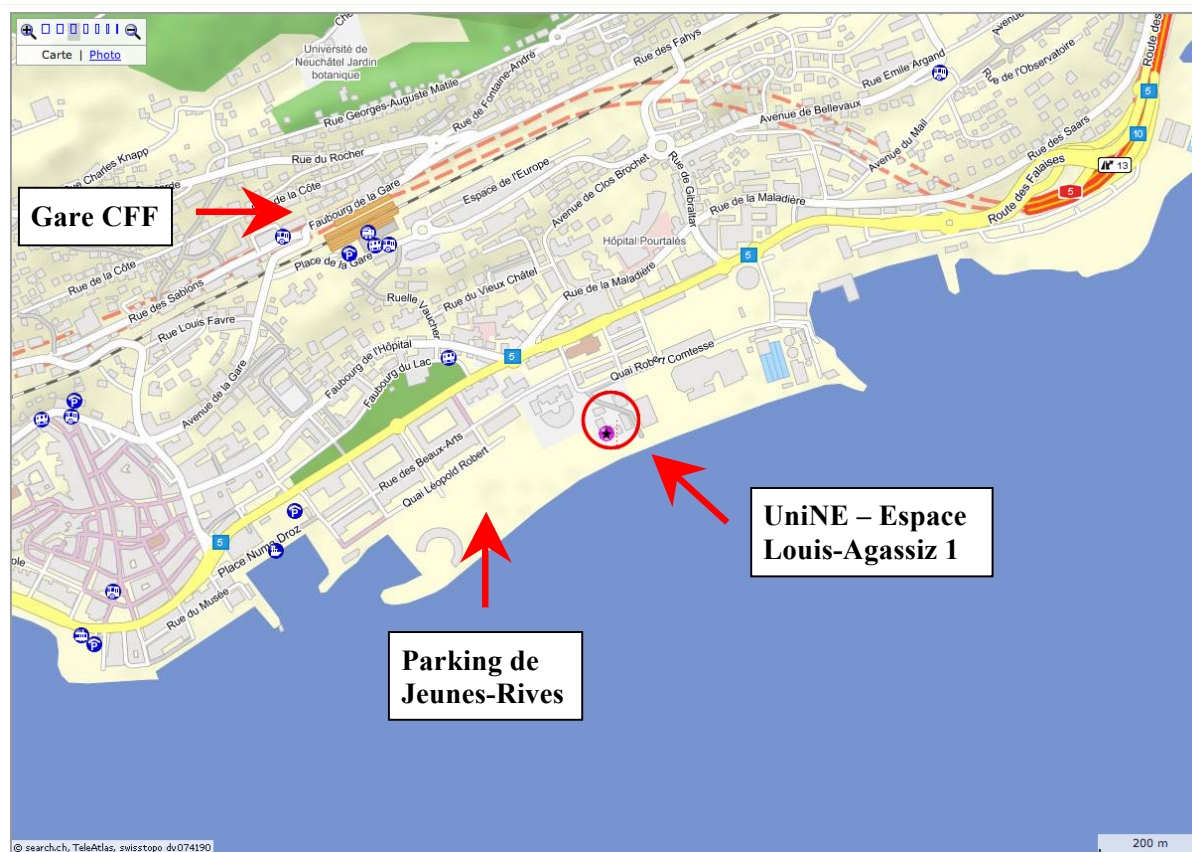 Carte | Photo
Université de
Neuchâtel Jardin
botanique
Rue Georges-Auguste Matile
Rue de Fontaine-André
Rue des Fahys
Avenue
Rue Emile Argand
Rue de l'Observatoire
Route des
5
10
13
5
Rue Charles Knapp
Rue du Rocher
Avenue de Bellevaux
Avenue du Mail
Rue des Saars
Route des Falaises
Gare CFF
de la Côte
Faubourg de la Gare
Espace de l'Europe
Avenue de Clos Brochet
Rue de Gibraltar
Rue de la Maladière
Hôpital Pourtalès
5
Place de la Gare
Rue de la Côte
Rue des Sablons
Ruelle Vaucher
Rue du Vieux Châtel
Rue de la Maladière
Rue Louis Favre
Avenue de la Gare
Faubourg de l'Hôpital
Faubourg du Lac
5
Quai Robert Comtesse
Rue des Beaux-Arts
Quai Léopold Robert
UniNE – Espace
Louis-Agassiz 1
5
Place Numa Droz
Rue du Musée
Parking de
Jeunes-Rives
© search.ch, TeleAtlas, swisstopo dv074190
200 m